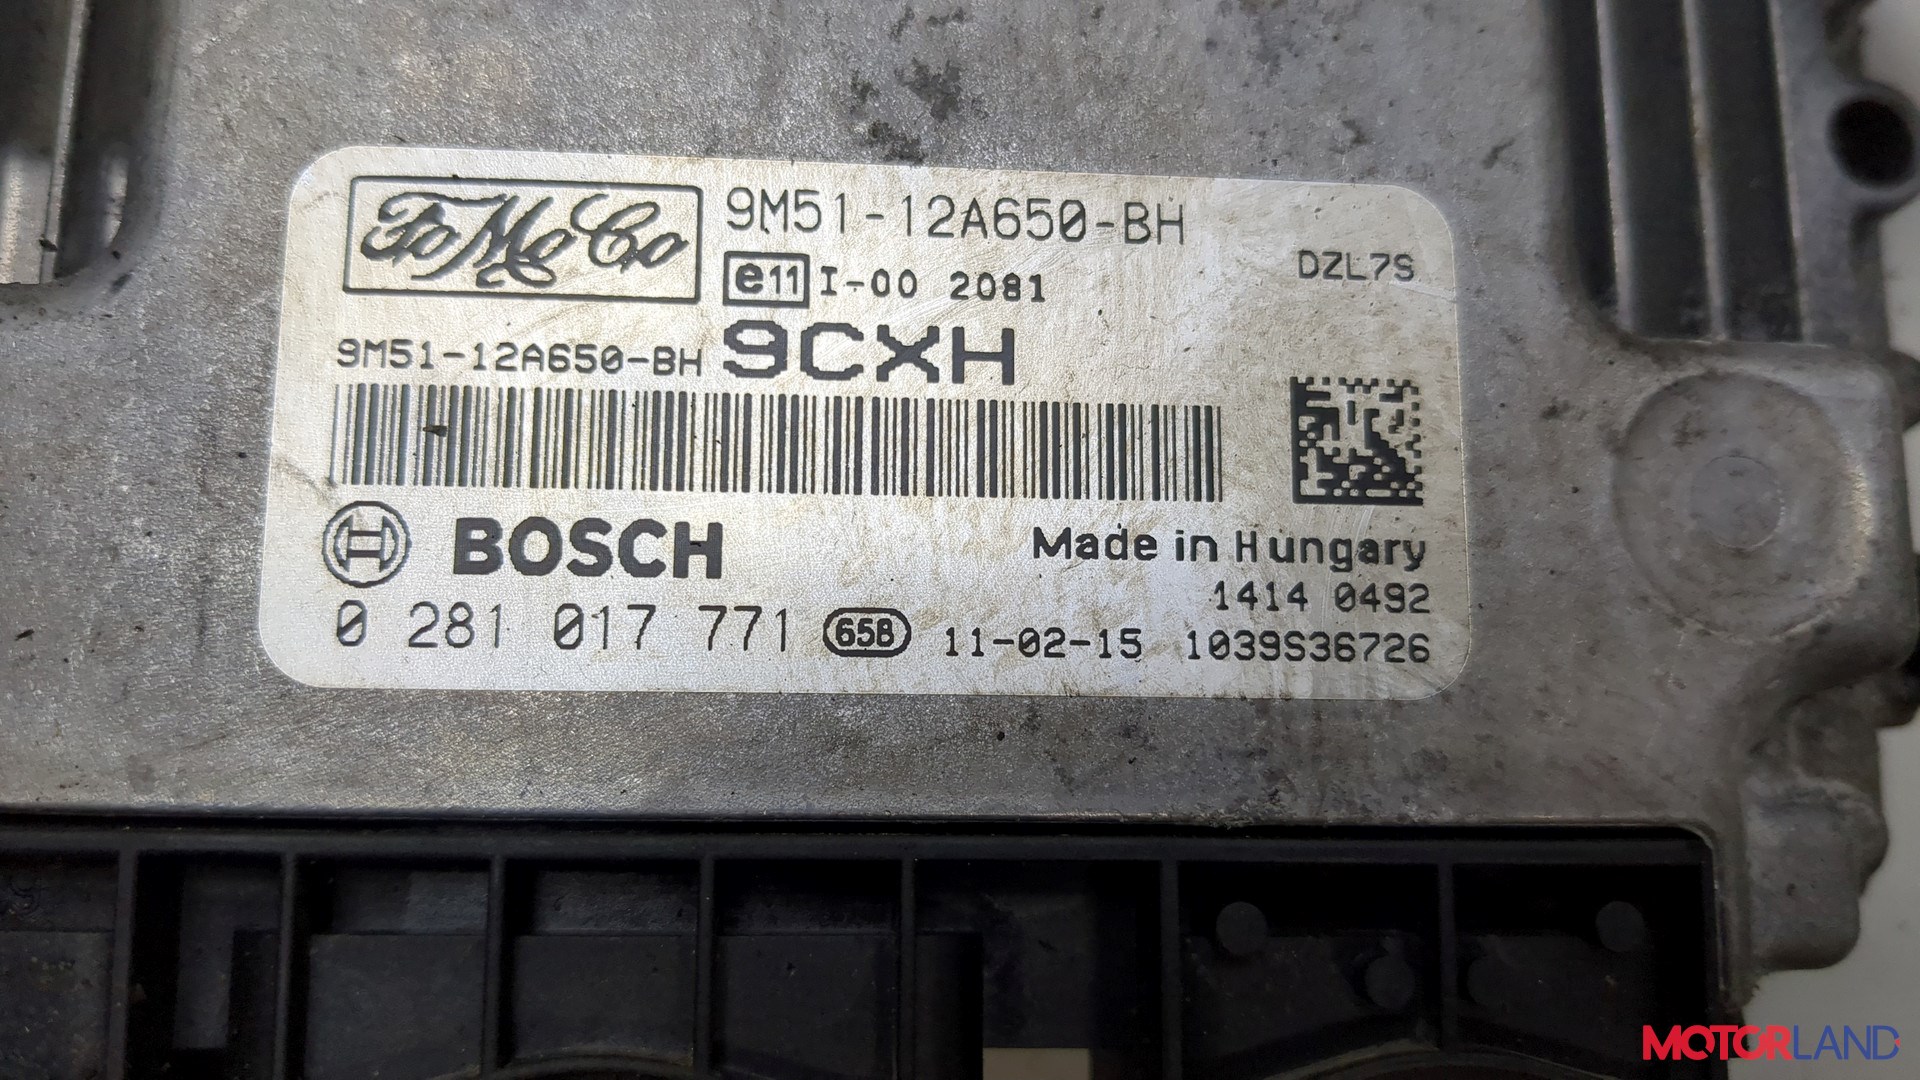 FoMoCo
9M51-12A650-BH
e11 I-00 2081
DZL7S
9M51-12A650-BH 9CXH
BOSCH
Made in Hungary
1414 0492
0 281 017 771 65B 11-02-15 1039S36726
MOTORLAND